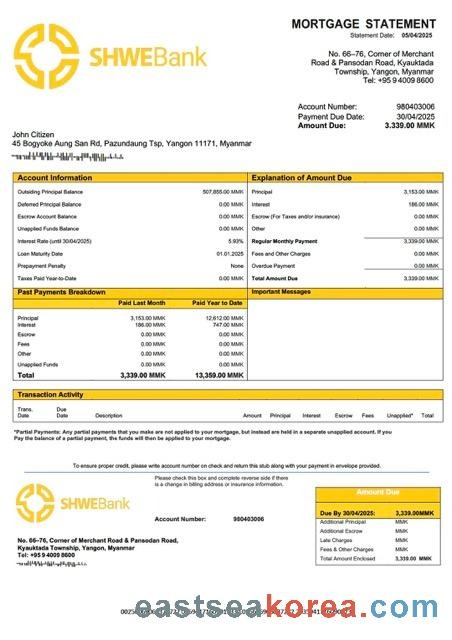 SHWEBank
MORTGAGE STATEMENT
Statement Date: 05/04/2025
No. 66–76, Corner of Merchant
Road & Pansodan Road, Kyauktada
Township, Yangon, Myanmar
Tel: +95 9 4009 8600
Account Number: 980403006
Payment Due Date: 30/04/2025
Amount Due: 3.339.00 MMK
John Citizen
45 Bogyoke Aung San Rd, Pazundaung Tsp, Yangon 11171, Myanmar
Account Information
Outsiding Principal Balance 507,855.00 MMK
Deferred Principal Balance 0.00 MMK
Escrow Account Balance 0.00 MMK
Unapplied Funds Balance 0.00 MMK
Interest Rate (until 30/04/2025) 5.93%
Loan Maturity Date 01.01.2025
Prepayment Penalty None
Taxes Paid Year-to-Date 0.00 MMK
Explanation of Amount Due
Principal 3,153.00 MMK
Interest 186.00 MMK
Escrow (For Taxes and/or insurance) 0.00 MMK
Other 0.00 MMK
Regular Monthly Payment 3,339.00 MMK
Fees and Other Charges 0.00 MMK
Overdue Payment 0.00 MMK
Total Amount Due 3,339.00 MMK
Past Payments Breakdown
Paid Last Month Paid Year to Date
Principal 3,153.00 MMK 12,612.00 MMK
Interest 186.00 MMK 747.00 MMK
Escrow 0.00 MMK 0.00 MMK
Fees 0.00 MMK 0.00 MMK
Other 0.00 MMK 0.00 MMK
Unapplied Funds 0.00 MMK 0.00 MMK
Total 3,339.00 MMK 13,359.00 MMK
Important Messages
Transaction Activity
Trans. Date Due Date Description Amount Principal Interest Escrow Fees Unapplied* Total
*Partial Payments: Any partial payments that you make are not applied to your mortgage, but instead are held in a separate unapplied account. If you
Pay the balance of a partial payment, the funds will then be applied to your mortgage.
To ensure proper credit, please write account number on check and return this stub along with your payment in envelope provided.
Please check this box and complete reverse side if there
is a change in billing address or insurance information.
SHWEBank
Account Number: 980403006
No. 66–76, Corner of Merchant Road & Pansodan Road,
Kyauktada Township, Yangon, Myanmar
Tel: +95 9 4009 8600
Amount Due
Due By 30/04/2025: 3,339.00MMK
Additional Principal MMK
Additional Escrow MMK
Late Charges MMK
Fees & Other Charges MMK
Total Amount Enclosed 3,339.00 MMK
eastseakorea.com